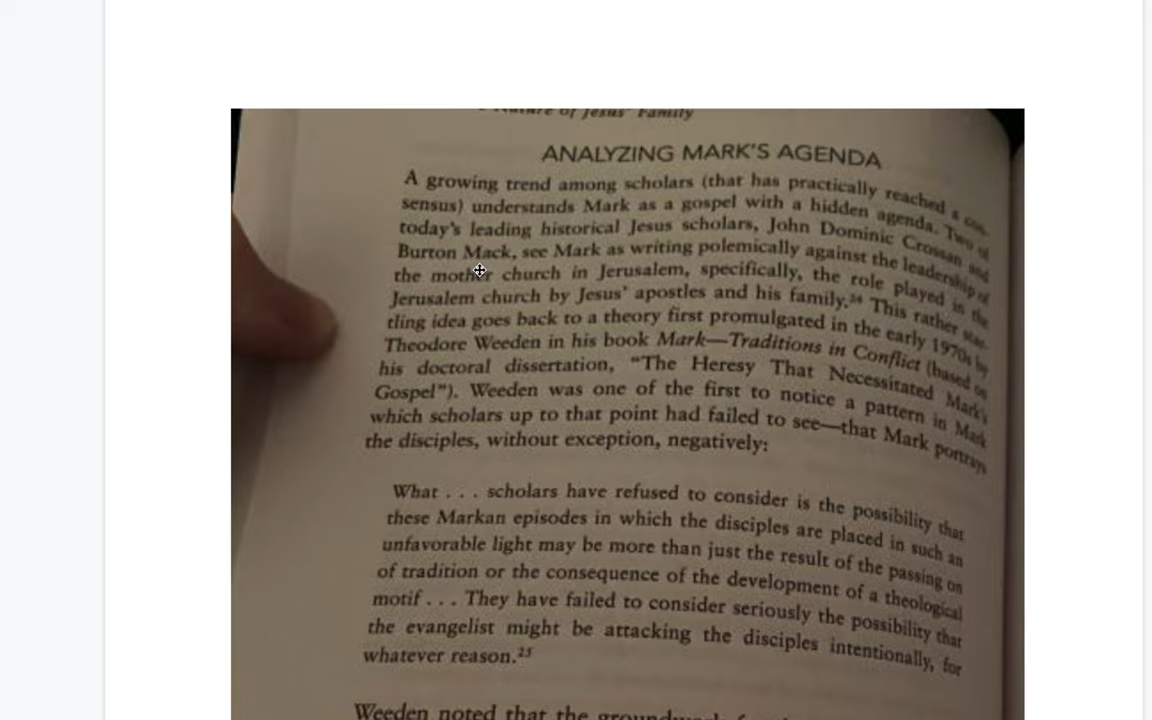 Nature of Jesus' Family
ANALYZING MARK'S AGENDA
A growing trend among scholars (that has practically reached a con-
sensus) understands Mark as a gospel with a hidden agenda. Two of
today's leading historical Jesus scholars, John Dominic Crossan and
Burton Mack, see Mark as writing polemically against the leadership of
the mother church in Jerusalem, specifically, the role played in the
Jerusalem church by Jesus' apostles and his family.24 This rather star-
tling idea goes back to a theory first promulgated in the early 1970s by
Theodore Weeden in his book Mark—Traditions in Conflict (based on
his doctoral dissertation, "The Heresy That Necessitated Mark's
Gospel"). Weeden was one of the first to notice a pattern in Mark
which scholars up to that point had failed to see—that Mark portrays
the disciples, without exception, negatively:
What . . . scholars have refused to consider is the possibility that
these Markan episodes in which the disciples are placed in such an
unfavorable light may be more than just the result of the passing on
of tradition or the consequence of the development of a theological
motif . . . They have failed to consider seriously the possibility that
the evangelist might be attacking the disciples intentionally, for
whatever reason.25
Weeden noted that the